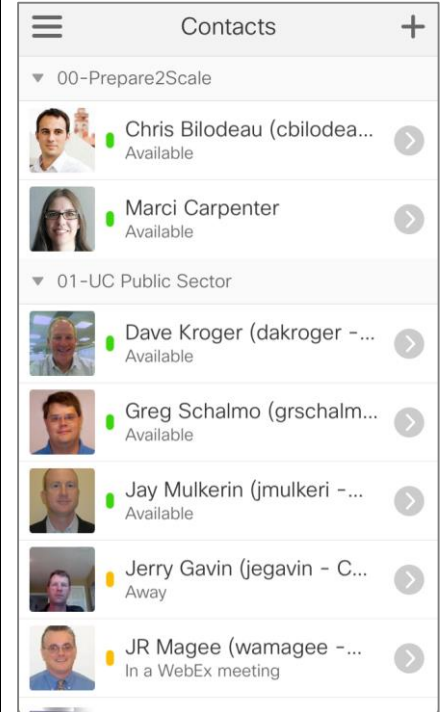 Contacts
00-Prepare2Scale
Chris Bilodeau (cbilodea...
Available
Marci Carpenter
Available
01-UC Public Sector
Dave Kroger (dakroger -...
Available
Greg Schalmo (grschalm...
Available
Jay Mulkerin (jmulkeri -...
Available
Jerry Gavin (jegavin - C...
Away
JR Magee (wamagee -...
In a WebEx meeting